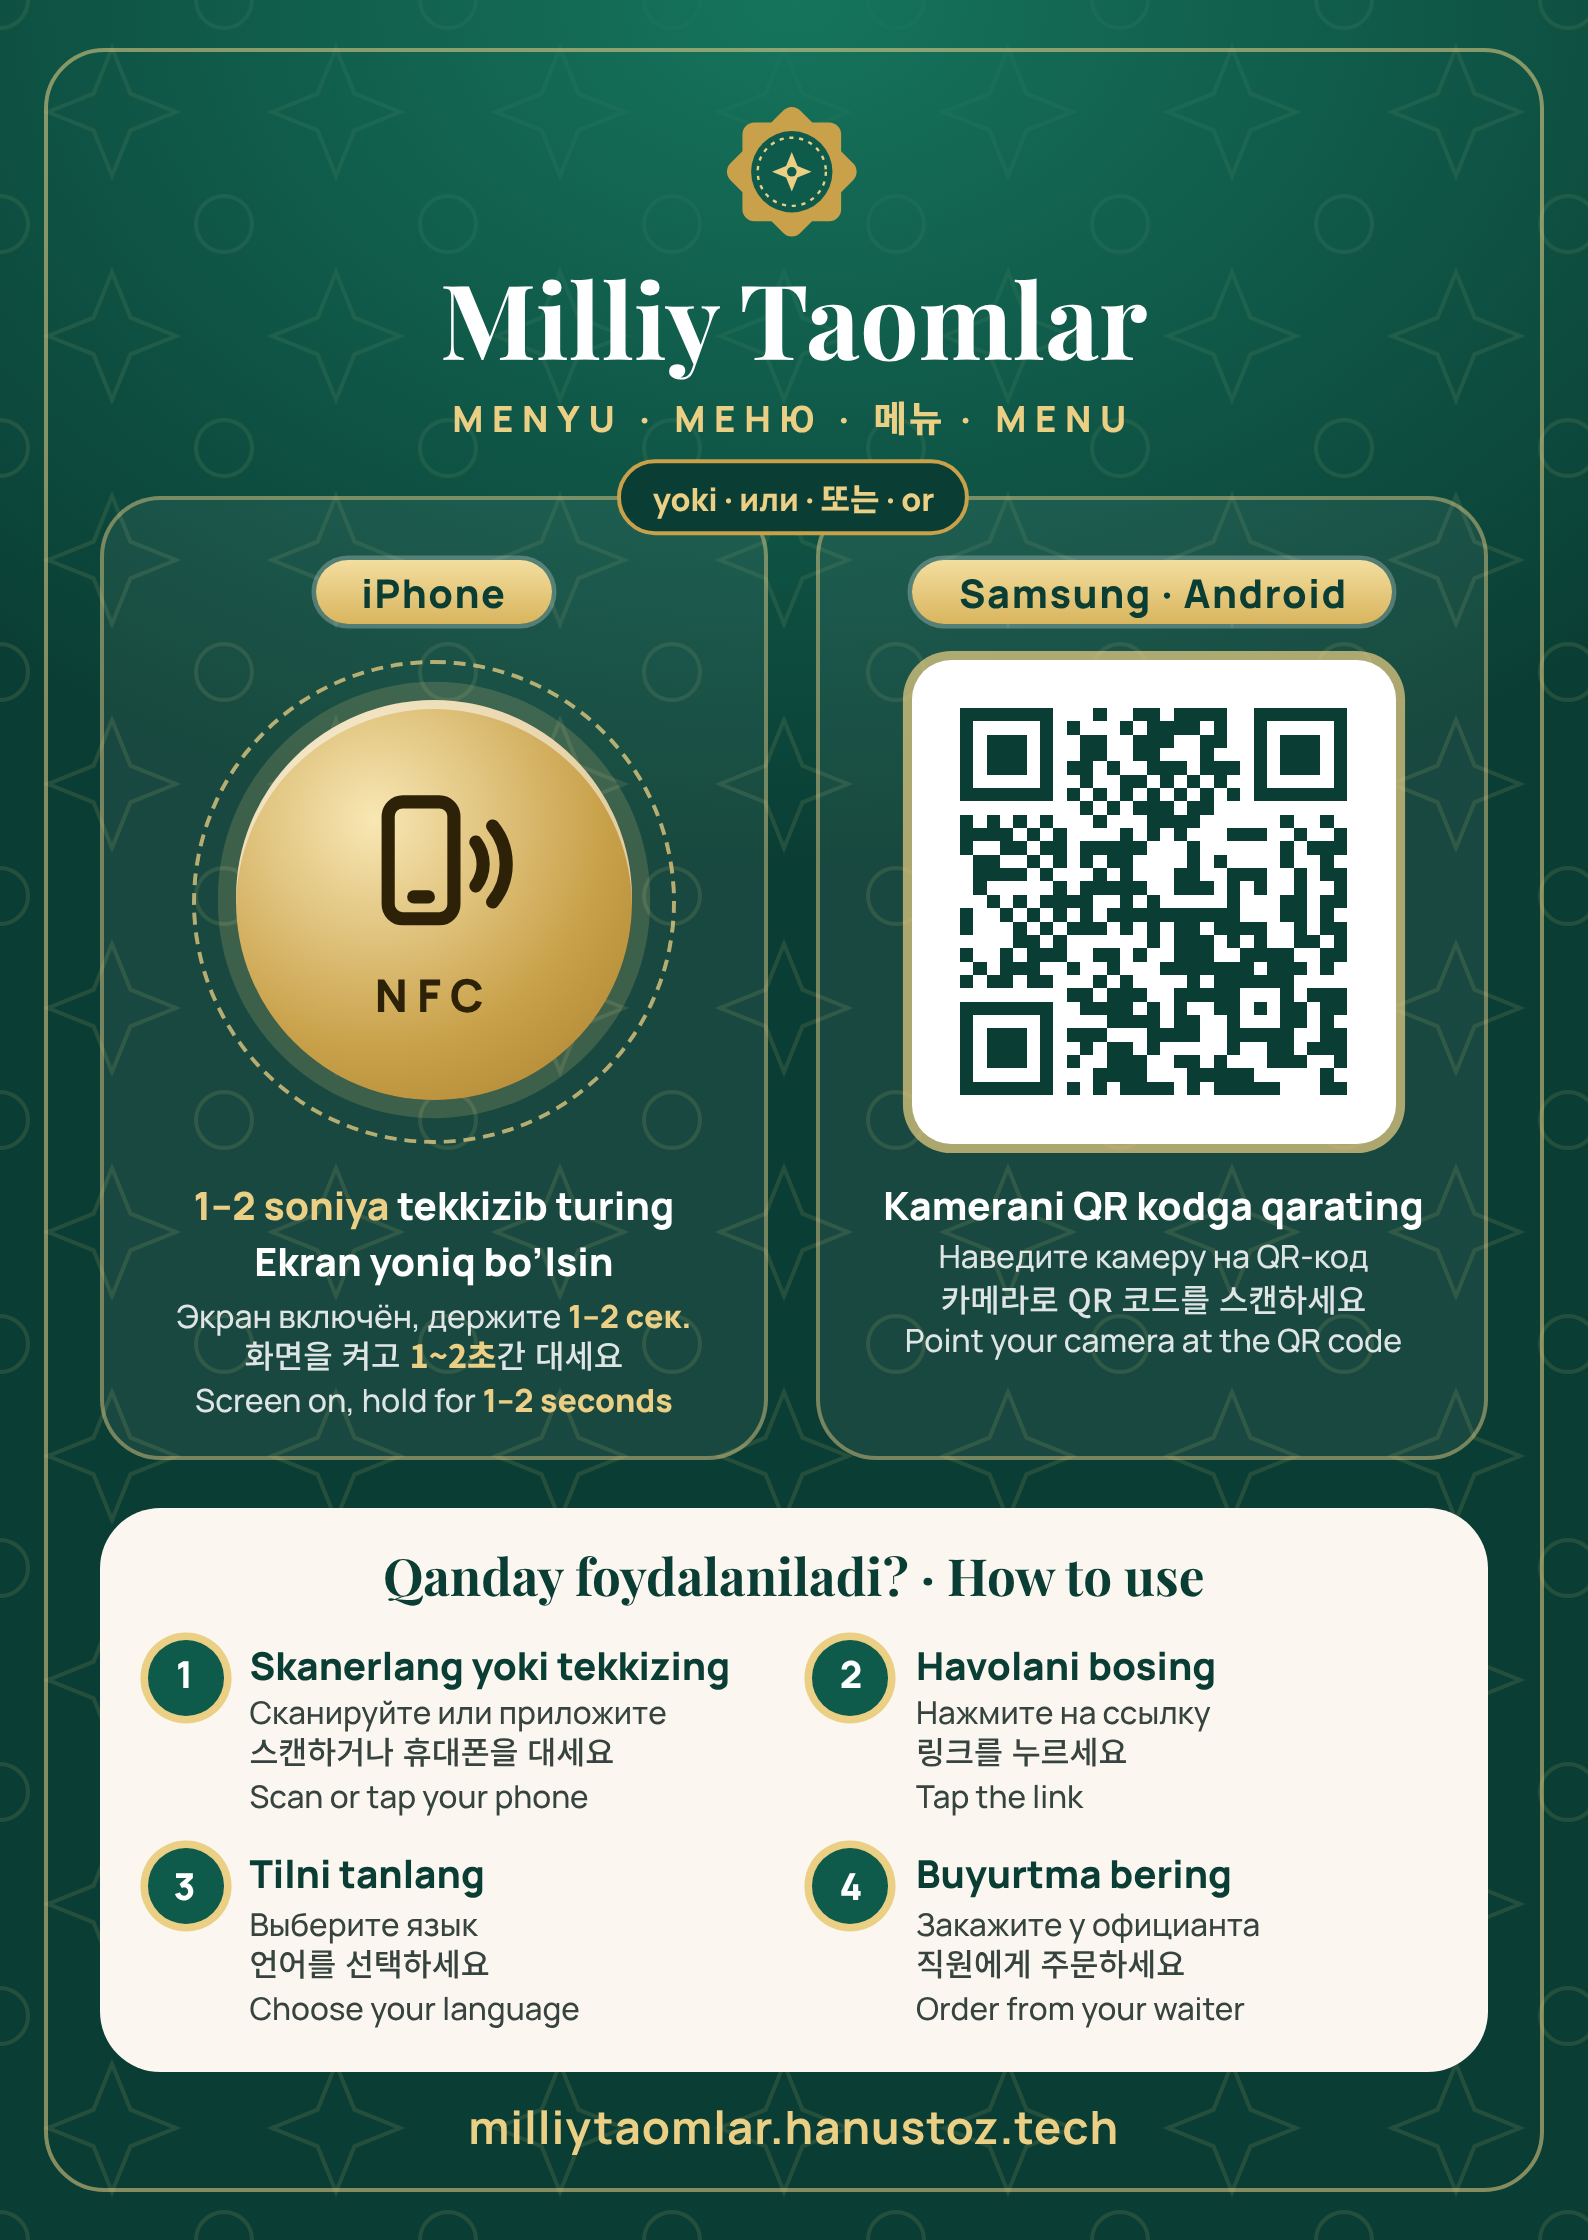 Milliy Taomlar
MENYU · МЕНЮ · 메뉴 · MENU
yoki · или · 또는 · or
iPhone
NFC
1–2 soniya tekkizib turing
Ekran yoniq bo’lsin
Экран включён, держите 1–2 сек.
화면을 켜고 1~2초간 대세요
Screen on, hold for 1–2 seconds
Samsung · Android
Kamerani QR kodga qarating
Наведите камеру на QR-код
카메라로 QR 코드를 스캔하세요
Point your camera at the QR code
Qanday foydalaniladi? · How to use
1
Skanerlang yoki tekkizing
Сканируйте или приложите
스캔하거나 휴대폰을 대세요
Scan or tap your phone
2
Havolani bosing
Нажмите на ссылку
링크를 누르세요
Tap the link
3
Tilni tanlang
Выберите язык
언어를 선택하세요
Choose your language
4
Buyurtma bering
Закажите у официанта
직원에게 주문하세요
Order from your waiter
milliytaomlar.hanustoz.tech